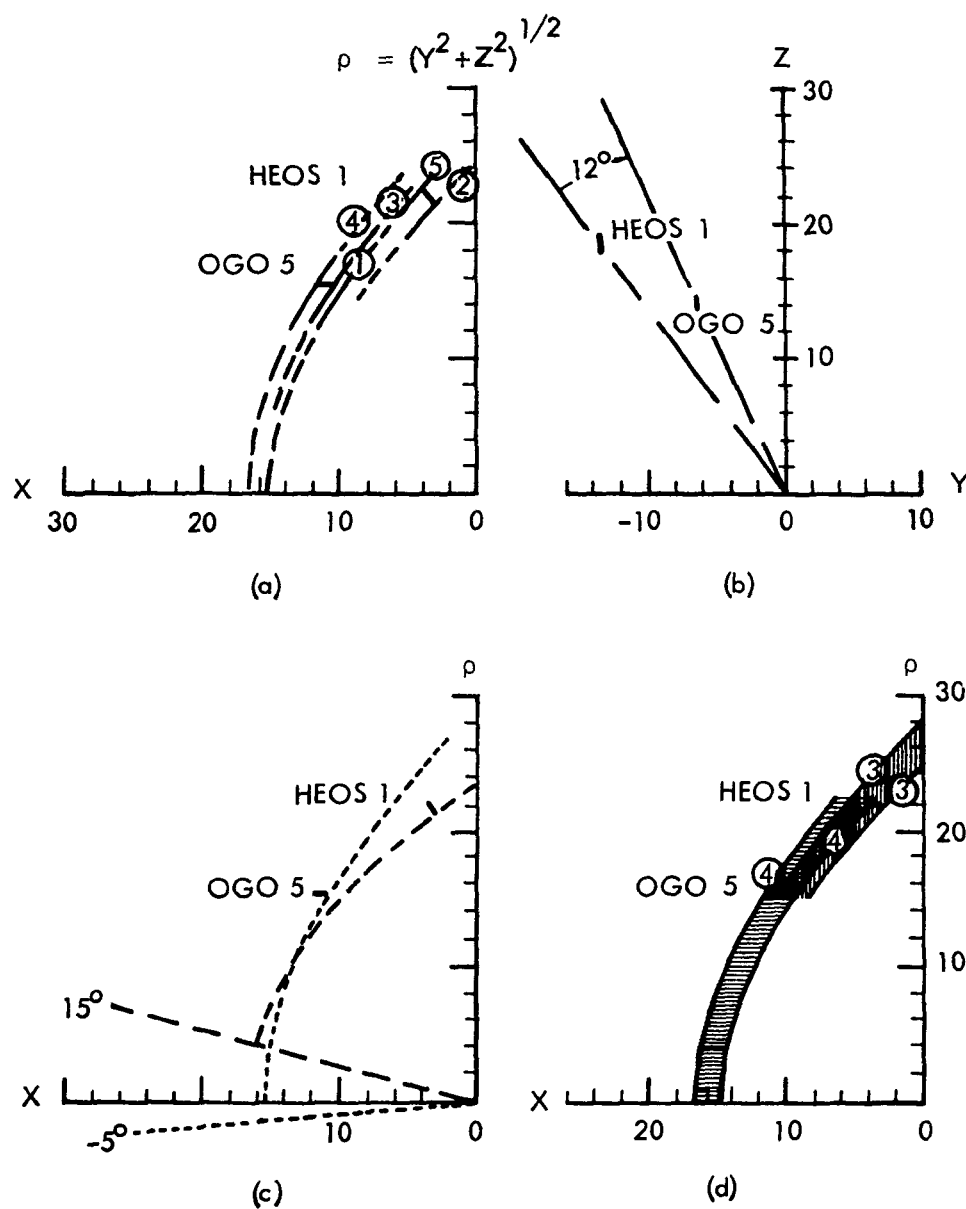 ρ = (Y² + Z²)^1/2
HEOS 1
OGO 5
5
2
3
4
1
X
30 20 10 0
(a)
Z
30
20
10
12°
HEOS 1
OGO 5
Y
-10 0 10
(b)
ρ
HEOS 1
OGO 5
15°
X
-5°
10 0
(c)
ρ
30
20
10
3
3
HEOS 1
4
4
OGO 5
X
20 10 0
(d)